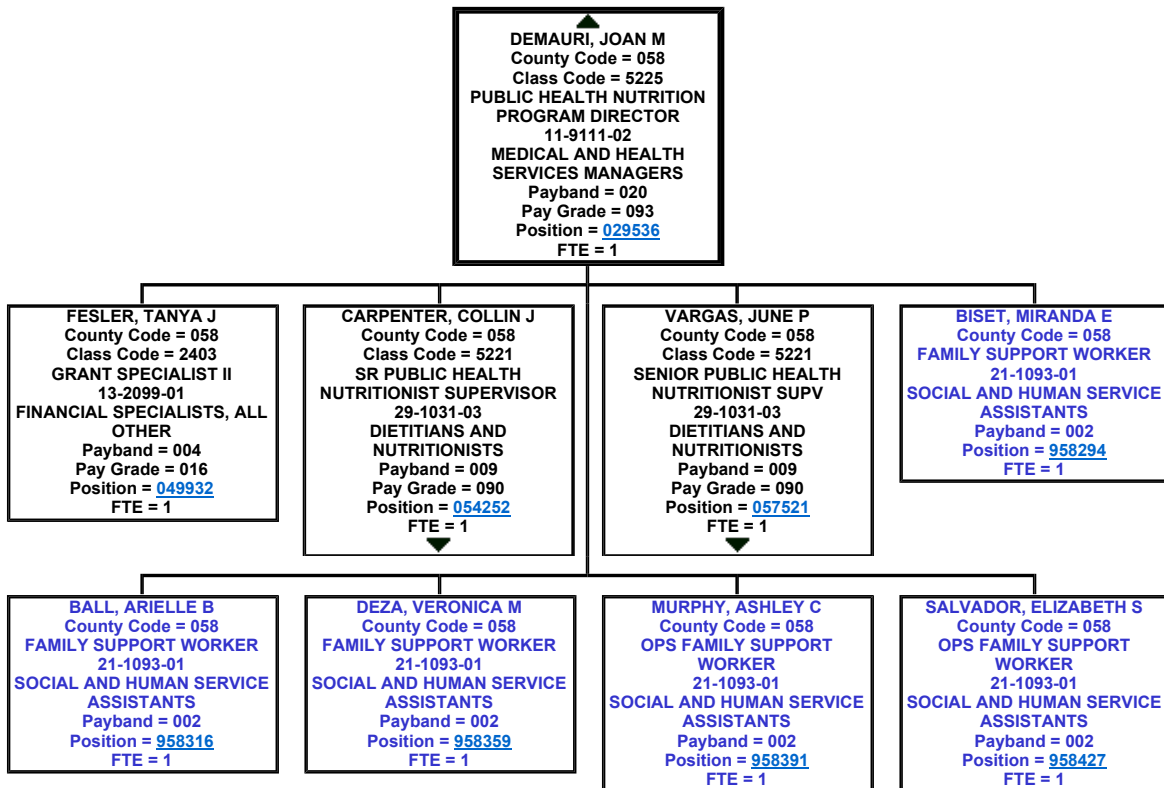 DEMAURI, JOAN M
County Code = 058
Class Code = 5225
PUBLIC HEALTH NUTRITION
PROGRAM DIRECTOR
11-9111-02
MEDICAL AND HEALTH
SERVICES MANAGERS
Payband = 020
Pay Grade = 093
Position = 029536
FTE = 1
FESLER, TANYA J
County Code = 058
Class Code = 2403
GRANT SPECIALIST II
13-2099-01
FINANCIAL SPECIALISTS, ALL
OTHER
Payband = 004
Pay Grade = 016
Position = 049932
FTE = 1
CARPENTER, COLLIN J
County Code = 058
Class Code = 5221
SR PUBLIC HEALTH
NUTRITIONIST SUPERVISOR
29-1031-03
DIETITIANS AND
NUTRITIONISTS
Payband = 009
Pay Grade = 090
Position = 054252
FTE = 1
VARGAS, JUNE P
County Code = 058
Class Code = 5221
SENIOR PUBLIC HEALTH
NUTRITIONIST SUPV
29-1031-03
DIETITIANS AND
NUTRITIONISTS
Payband = 009
Pay Grade = 090
Position = 057521
FTE = 1
BISET, MIRANDA E
County Code = 058
FAMILY SUPPORT WORKER
21-1093-01
SOCIAL AND HUMAN SERVICE
ASSISTANTS
Payband = 002
Position = 958294
FTE = 1
BALL, ARIELLE B
County Code = 058
FAMILY SUPPORT WORKER
21-1093-01
SOCIAL AND HUMAN SERVICE
ASSISTANTS
Payband = 002
Position = 958316
FTE = 1
DEZA, VERONICA M
County Code = 058
FAMILY SUPPORT WORKER
21-1093-01
SOCIAL AND HUMAN SERVICE
ASSISTANTS
Payband = 002
Position = 958359
FTE = 1
MURPHY, ASHLEY C
County Code = 058
OPS FAMILY SUPPORT
WORKER
21-1093-01
SOCIAL AND HUMAN SERVICE
ASSISTANTS
Payband = 002
Position = 958391
FTE = 1
SALVADOR, ELIZABETH S
County Code = 058
OPS FAMILY SUPPORT
WORKER
21-1093-01
SOCIAL AND HUMAN SERVICE
ASSISTANTS
Payband = 002
Position = 958427
FTE = 1